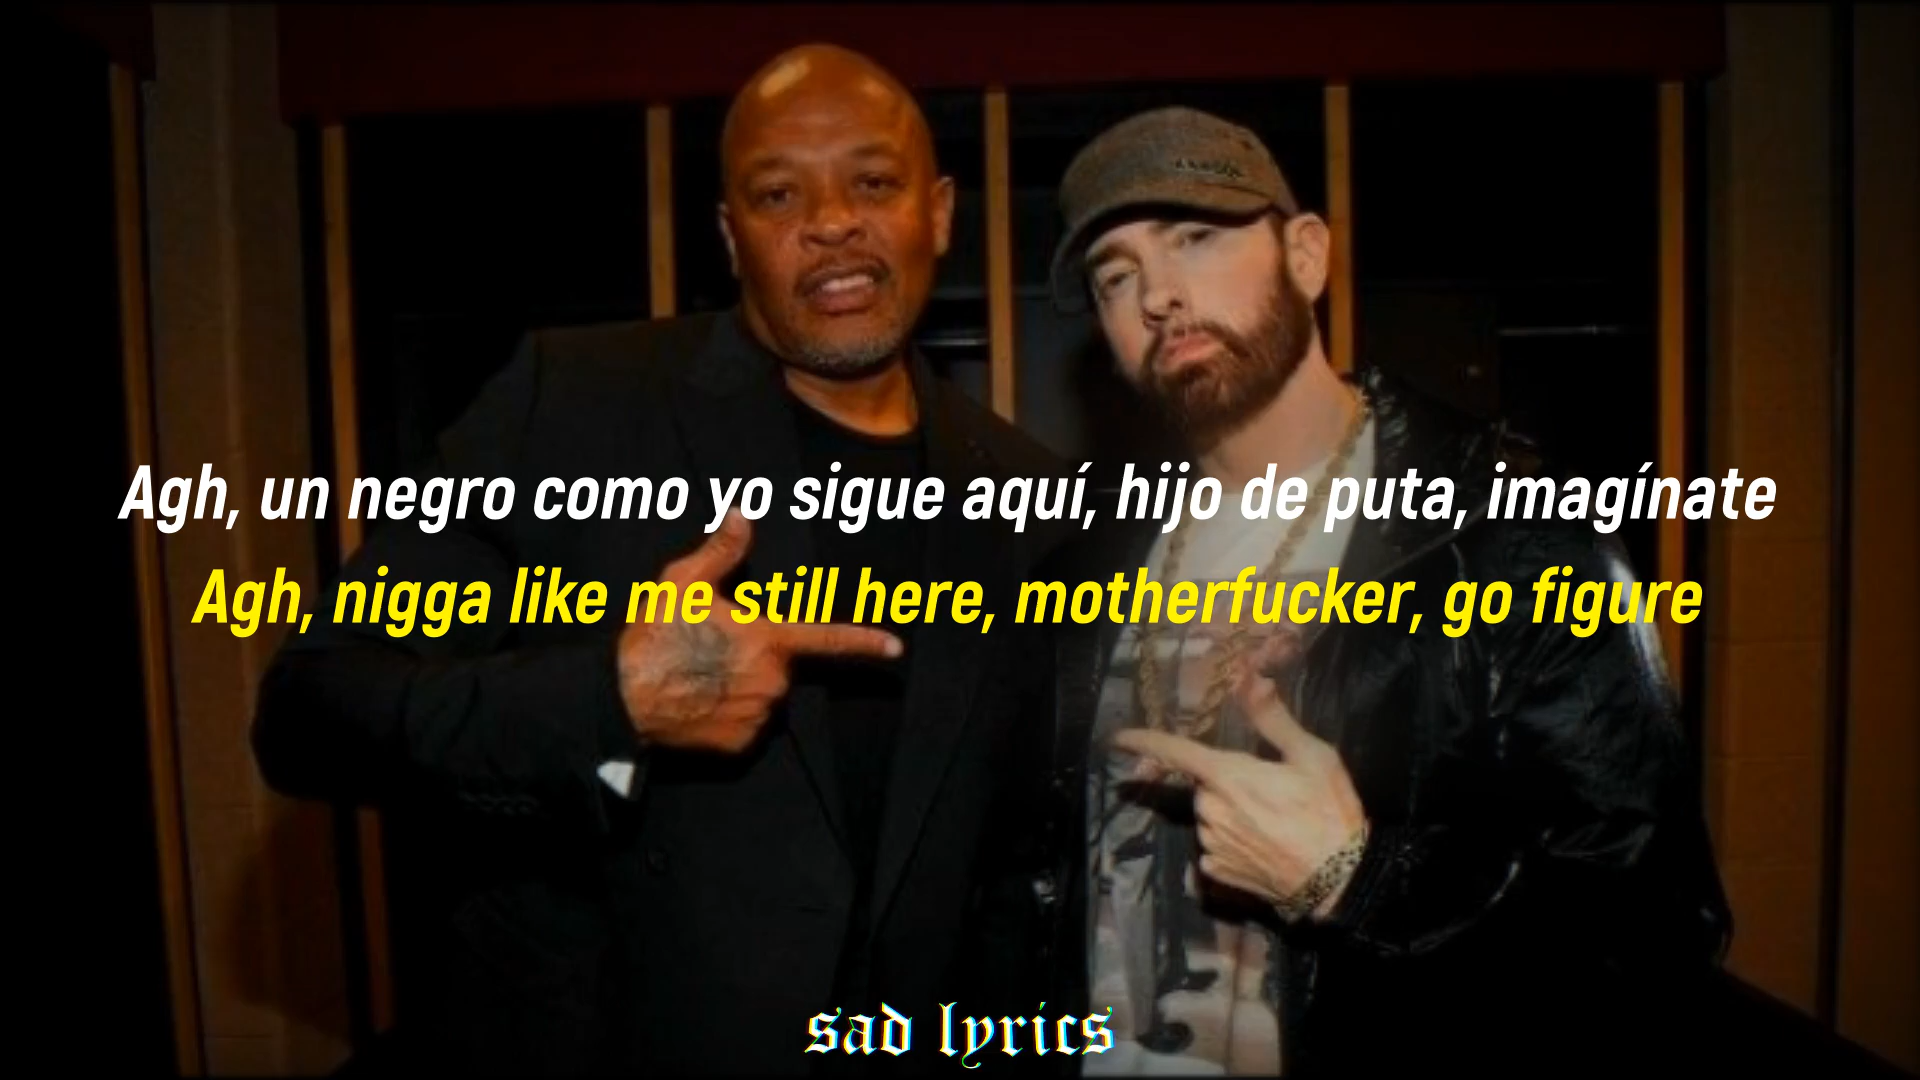 Agh, un negro como yo sigue aquí, hijo de puta, imagínate
Agh, nigga like me still here, motherfucker, go figure
sad lyrics